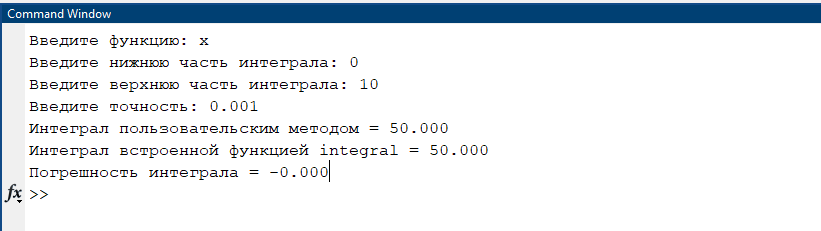 Command Window
Введите функцию: x
Введите нижнюю часть интеграла: 0
Введите верхнюю часть интеграла: 10
Введите точность: 0.001
Интеграл пользовательским методом = 50.000
Интеграл встроенной функцией integral = 50.000
Погрешность интеграла = -0.000
fx >>